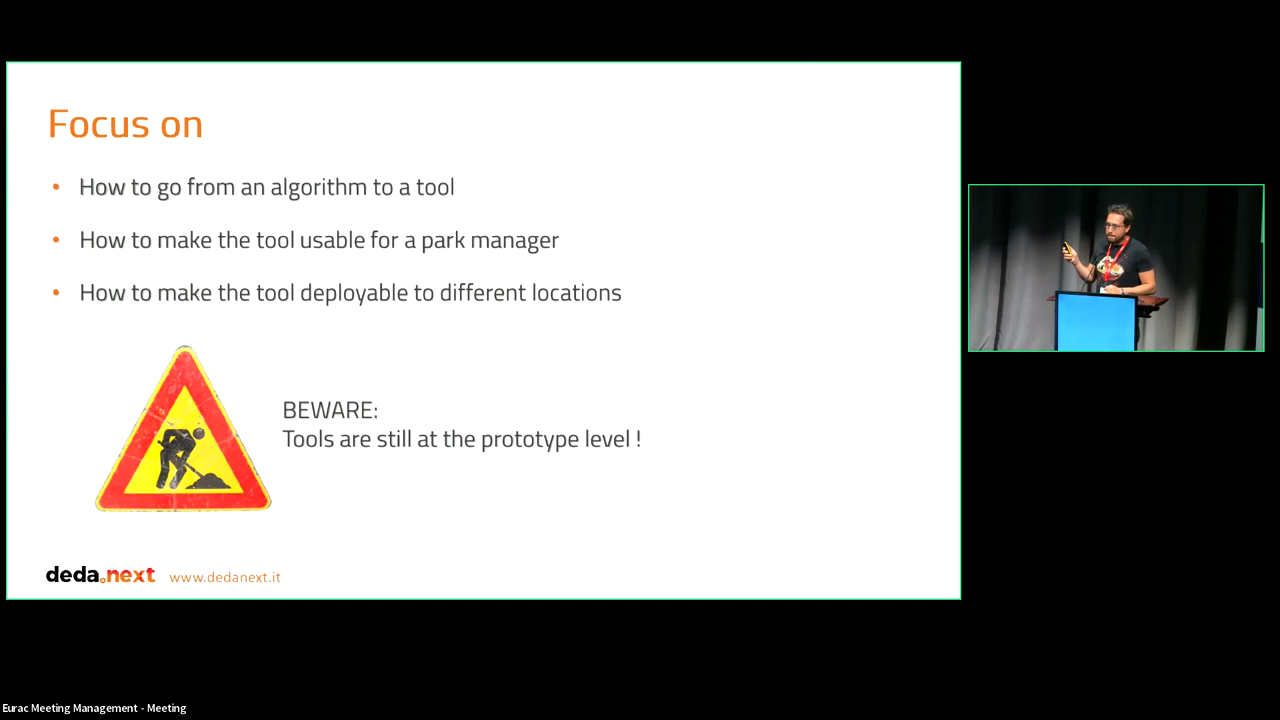 Focus on
• How to go from an algorithm to a tool
• How to make the tool usable for a park manager
• How to make the tool deployable to different locations
BEWARE:
Tools are still at the prototype level !
deda.next www.dedanext.it
Eurac Meeting Management - Meeting